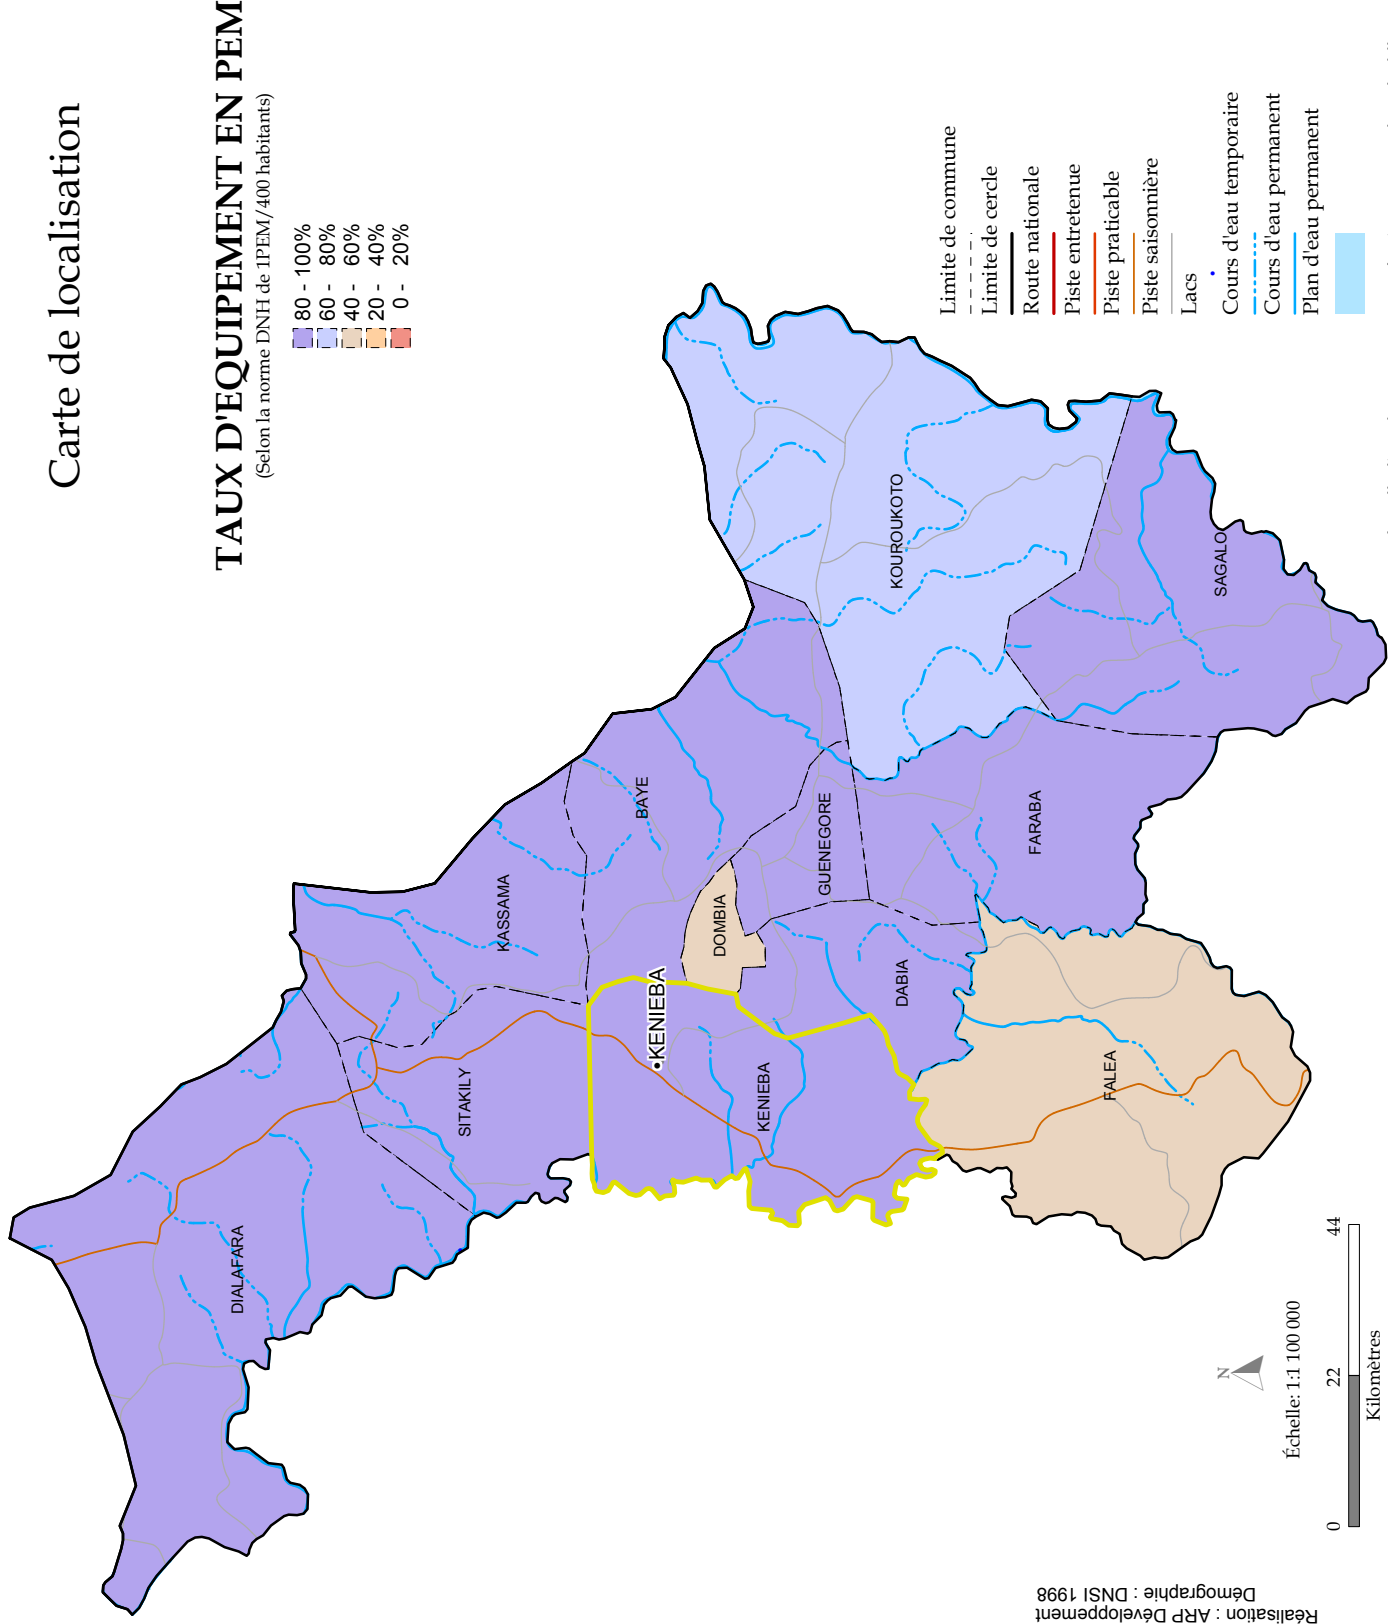 Carte de localisation
TAUX D'EQUIPEMENT EN PEM
(Selon la norme DNH de 1PEM/400 habitants)
80 - 100%
60 - 80%
40 - 60%
20 - 40%
0 - 20%
Limite de commune
Limite de cercle
Route nationale
Piste entretenue
Piste praticable
Piste saisonnière
Lacs
Cours d'eau temporaire
Cours d'eau permanent
Plan d'eau permanent
DIALAFARA
SITAKILY
KASSAMA
BAYE
•KENIEBA
DOMBIA
KENIEBA
GUENEGORE
KOUROUKOTO
DABIA
FARABA
FALEA
SAGALO
N
Échelle: 1:1 100 000
0 22 44
Kilomètres
Réalisation : ARP Développement
Démographie : DNSI 1998